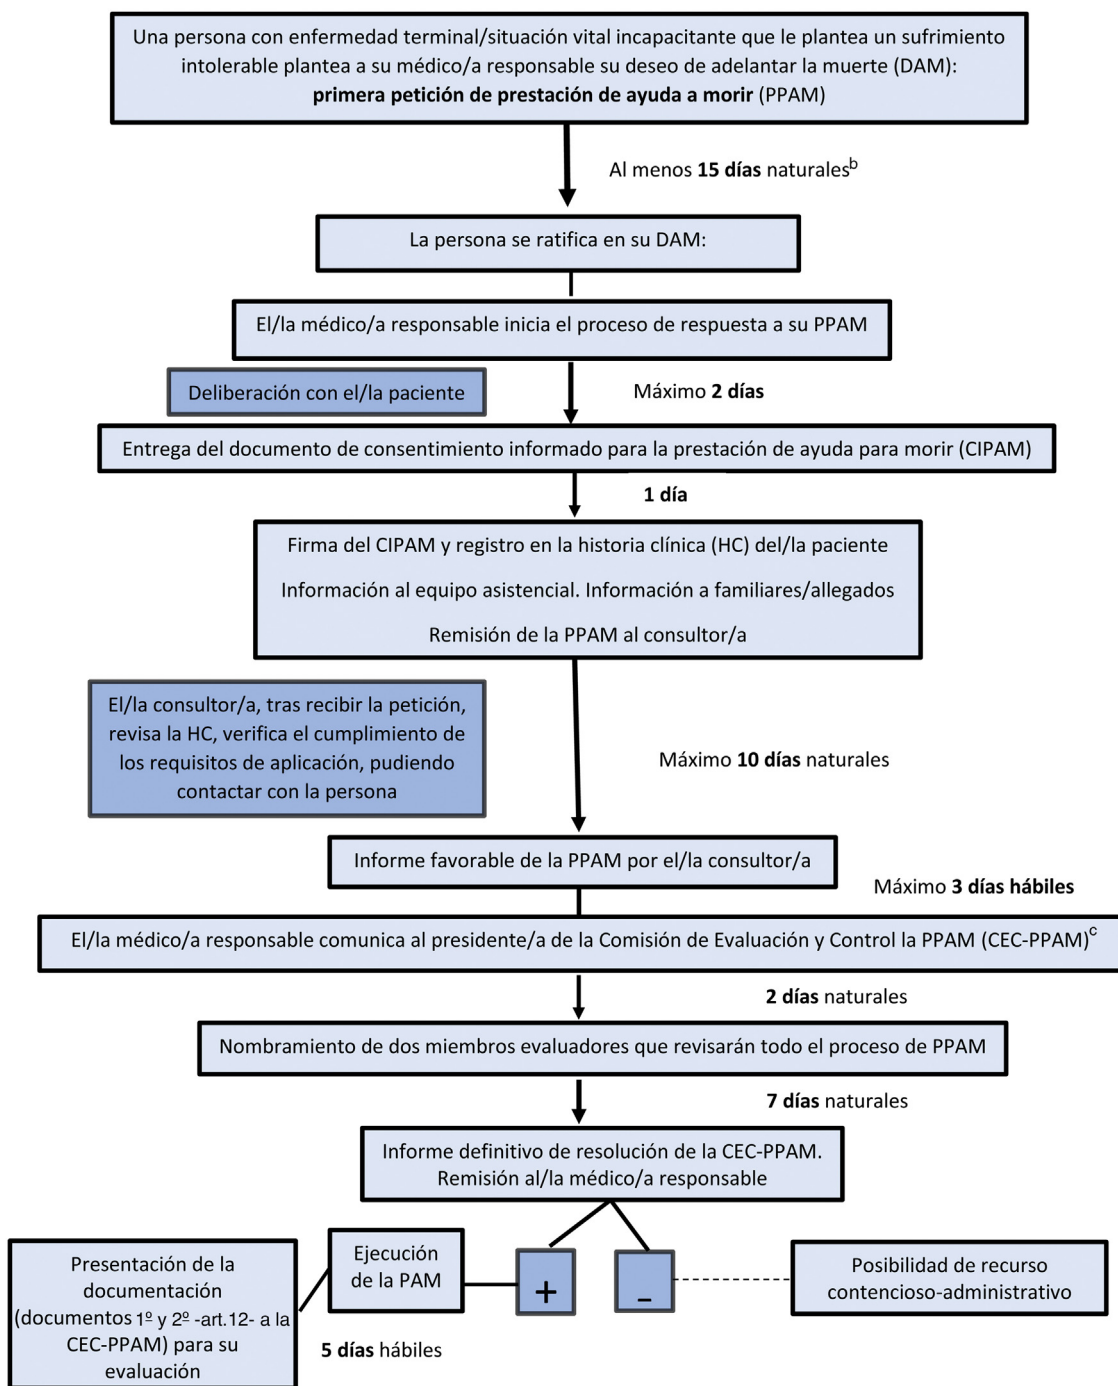 Una persona con enfermedad terminal/situación vital incapacitante que le plantea un sufrimiento
intolerable plantea a su médico/a responsable su deseo de adelantar la muerte (DAM):
primera petición de prestación de ayuda a morir (PPAM)
Al menos 15 días naturales^b
La persona se ratifica en su DAM:
El/la médico/a responsable inicia el proceso de respuesta a su PPAM
Deliberación con el/la paciente
Máximo 2 días
Entrega del documento de consentimiento informado para la prestación de ayuda para morir (CIPAM)
1 día
Firma del CIPAM y registro en la historia clínica (HC) del/la paciente
Información al equipo asistencial. Información a familiares/allegados
Remisión de la PPAM al consultor/a
El/la consultor/a, tras recibir la petición,
revisa la HC, verifica el cumplimiento de
los requisitos de aplicación, pudiendo
contactar con la persona
Máximo 10 días naturales
Informe favorable de la PPAM por el/la consultor/a
Máximo 3 días hábiles
El/la médico/a responsable comunica al presidente/a de la Comisión de Evaluación y Control la PPAM (CEC-PPAM)^c
2 días naturales
Nombramiento de dos miembros evaluadores que revisarán todo el proceso de PPAM
7 días naturales
Informe definitivo de resolución de la CEC-PPAM.
Remisión al/la médico/a responsable
Presentación de la
documentación
(documentos 1º y 2º -art.12- a la
CEC-PPAM) para su
evaluación
Ejecución
de la PAM
+
-
Posibilidad de recurso
contencioso-administrativo
5 días hábiles